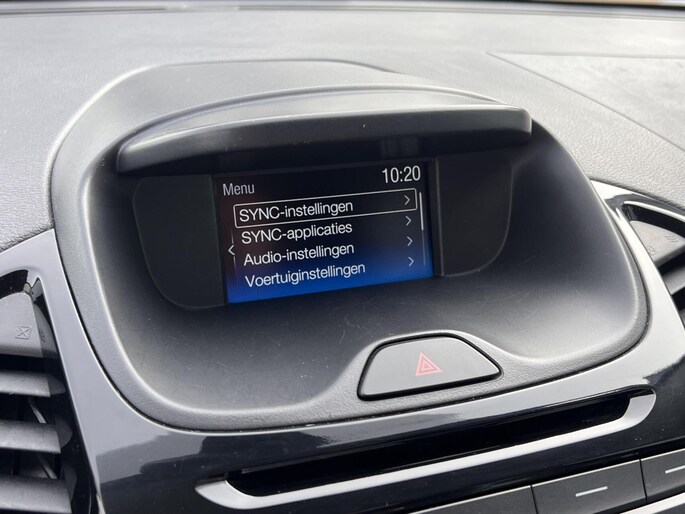 Menu 10:20
SYNC-instellingen
SYNC-applicaties
Audio-instellingen
Voertuiginstellingen